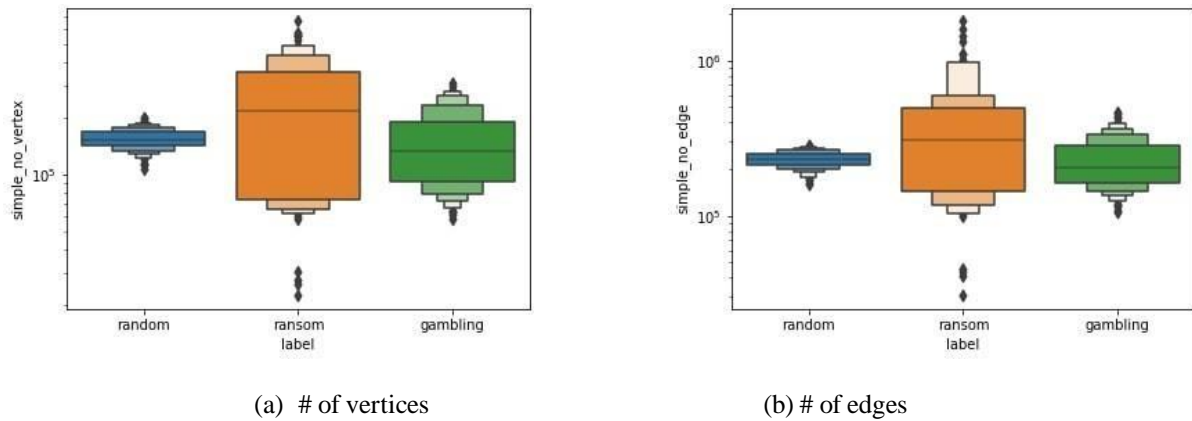 simple_no_vertex
10^5
random ransom gambling
label
simple_no_edge
10^6
10^5
random ransom gambling
label
(a) # of vertices
(b) # of edges